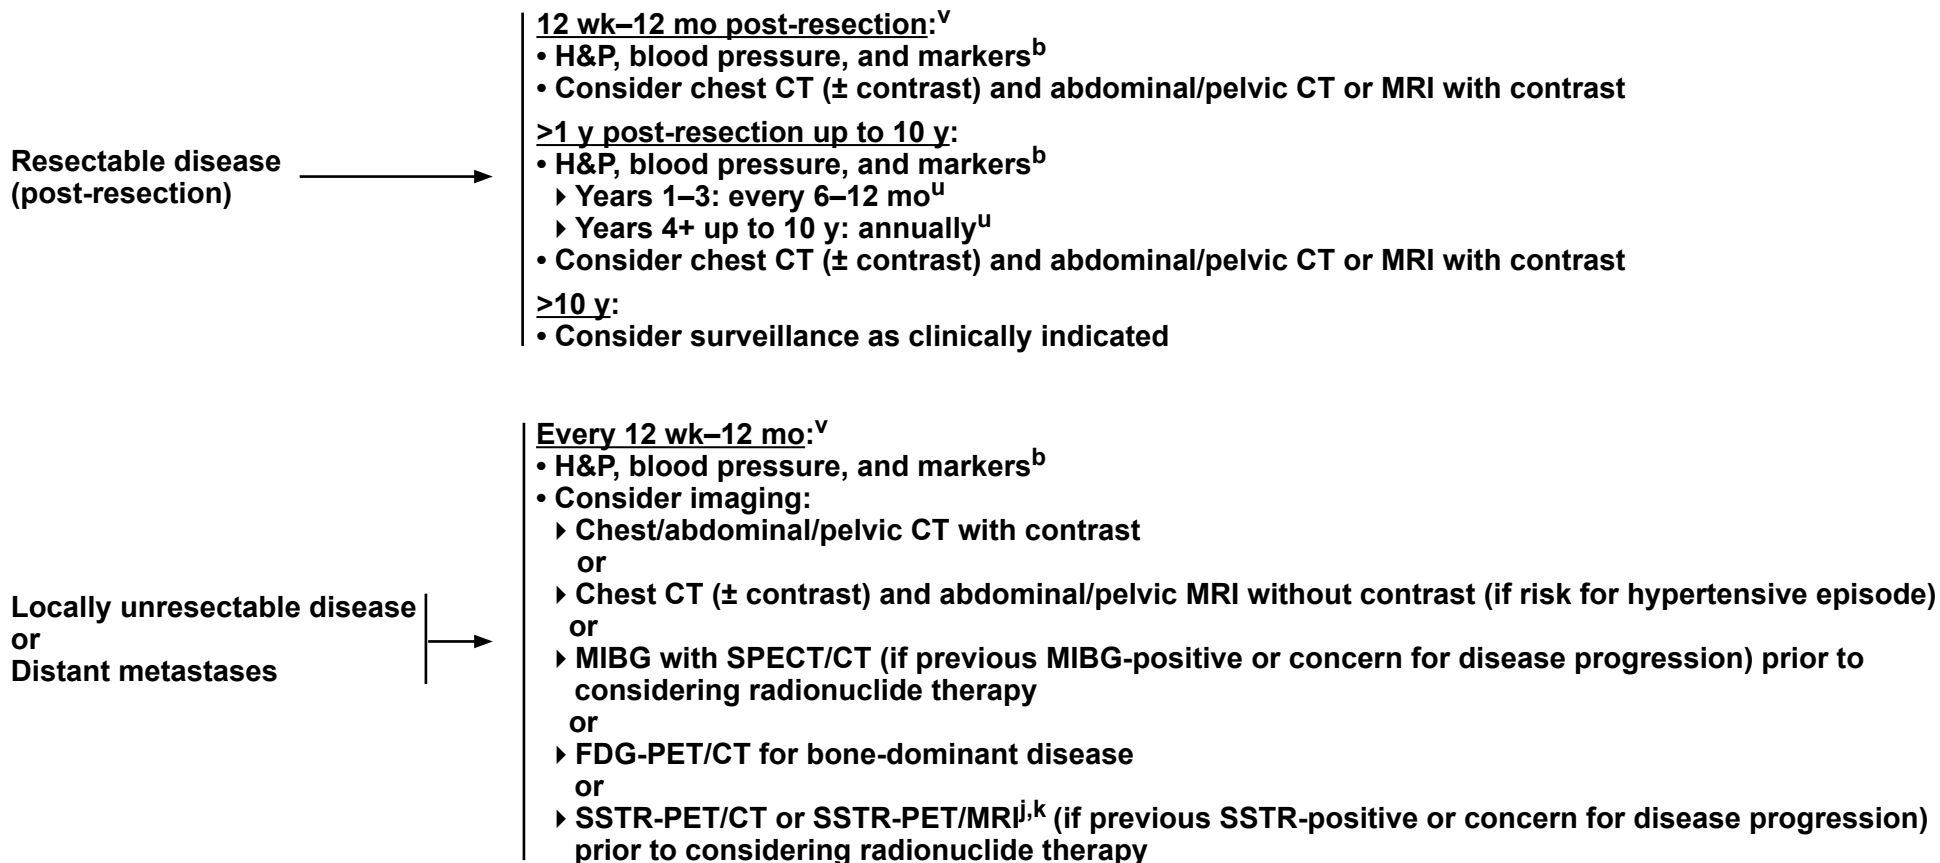 Resectable disease
(post-resection)
12 wk–12 mo post-resection:v
• H&P, blood pressure, and markersb
• Consider chest CT (± contrast) and abdominal/pelvic CT or MRI with contrast
>1 y post-resection up to 10 y:
• H&P, blood pressure, and markersb
▸ Years 1–3: every 6–12 mou
▸ Years 4+ up to 10 y: annuallyu
• Consider chest CT (± contrast) and abdominal/pelvic CT or MRI with contrast
>10 y:
• Consider surveillance as clinically indicated
Locally unresectable disease
or
Distant metastases
Every 12 wk–12 mo:v
• H&P, blood pressure, and markersb
• Consider imaging:
▸ Chest/abdominal/pelvic CT with contrast
or
▸ Chest CT (± contrast) and abdominal/pelvic MRI without contrast (if risk for hypertensive episode)
or
▸ MIBG with SPECT/CT (if previous MIBG-positive or concern for disease progression) prior to
considering radionuclide therapy
or
▸ FDG-PET/CT for bone-dominant disease
or
▸ SSTR-PET/CT or SSTR-PET/MRIj,k (if previous SSTR-positive or concern for disease progression)
prior to considering radionuclide therapy